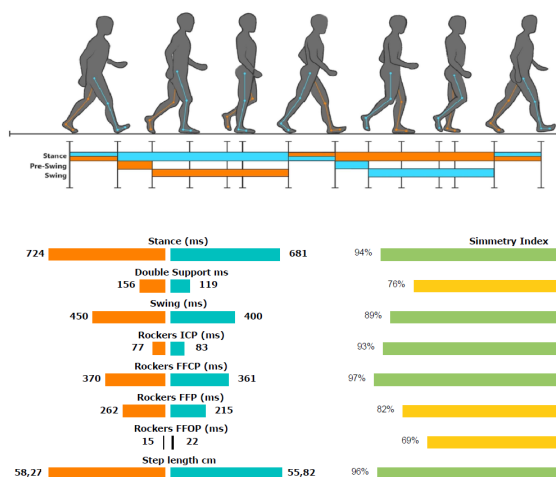 Stance
Pre-Swing
Swing
Stance (ms) Simmetry Index
724 681 94%
Double Support ms
156 119 76%
Swing (ms)
450 400 89%
Rockers ICP (ms)
77 83 93%
Rockers FFCP (ms)
370 361 97%
Rockers FFP (ms)
262 215 82%
Rockers FFOP (ms)
15 22 69%
Step length cm
58,27 55,82 96%